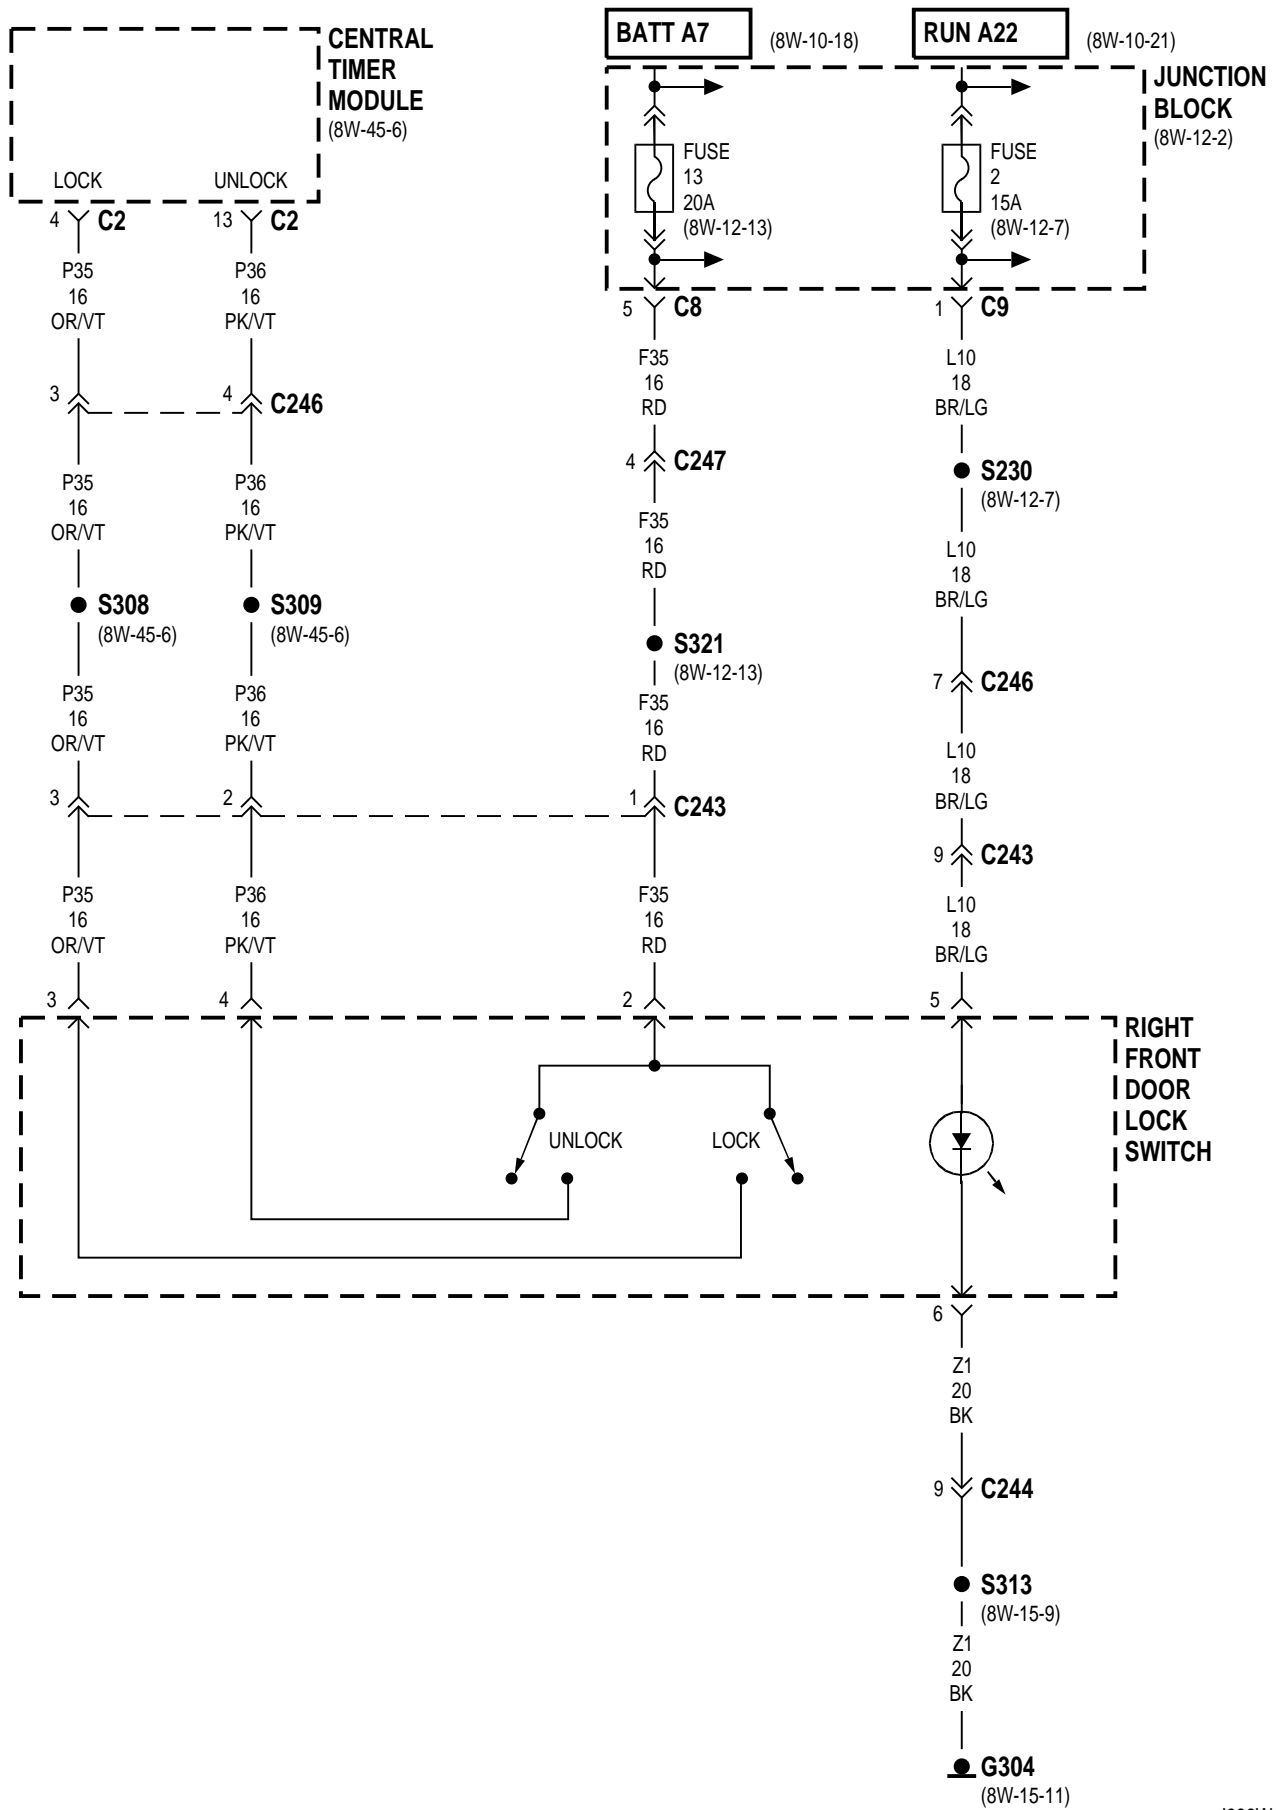 CENTRAL
TIMER
MODULE
(8W-45-6)
LOCK
UNLOCK
4
C2
13
C2
P35
16
OR/VT
P36
16
PK/VT
3
4
C246
P35
16
OR/VT
P36
16
PK/VT
S308
(8W-45-6)
S309
(8W-45-6)
P35
16
OR/VT
P36
16
PK/VT
3
2
P35
16
OR/VT
P36
16
PK/VT
3
4
BATT A7
(8W-10-18)
RUN A22
(8W-10-21)
JUNCTION
BLOCK
(8W-12-2)
FUSE
13
20A
(8W-12-13)
FUSE
2
15A
(8W-12-7)
5
C8
1
C9
F35
16
RD
4
C247
F35
16
RD
S321
(8W-12-13)
F35
16
RD
1
C243
F35
16
RD
2
L10
18
BR/LG
S230
(8W-12-7)
L10
18
BR/LG
7
C246
L10
18
BR/LG
9
C243
L10
18
BR/LG
5
RIGHT
FRONT
DOOR
LOCK
SWITCH
UNLOCK
LOCK
6
Z1
20
BK
9
C244
S313
(8W-15-9)
Z1
20
BK
G304
(8W-15-11)